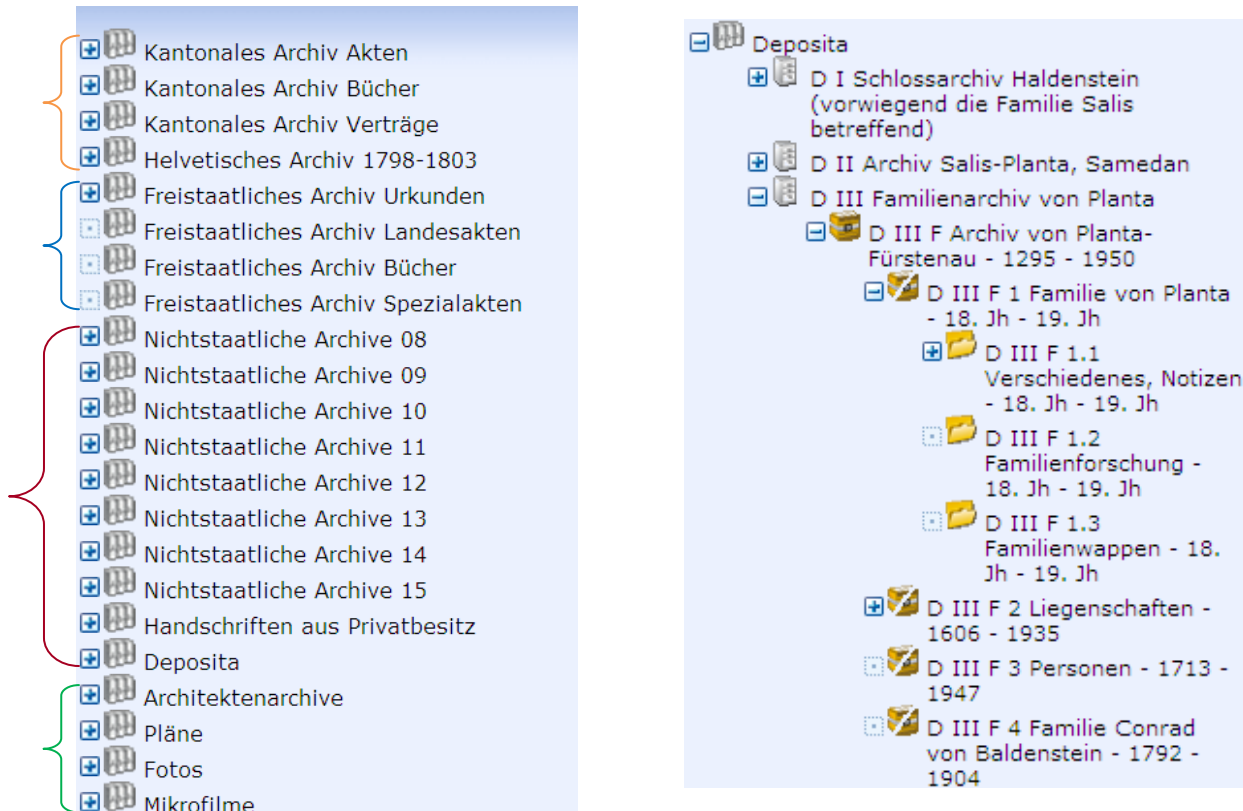 Kantonales Archiv Akten
Kantonales Archiv Bücher
Kantonales Archiv Verträge
Helvetisches Archiv 1798-1803
Freistaatliches Archiv Urkunden
Freistaatliches Archiv Landesakten
Freistaatliches Archiv Bücher
Freistaatliches Archiv Spezialakten
Nichtstaatliche Archive 08
Nichtstaatliche Archive 09
Nichtstaatliche Archive 10
Nichtstaatliche Archive 11
Nichtstaatliche Archive 12
Nichtstaatliche Archive 13
Nichtstaatliche Archive 14
Nichtstaatliche Archive 15
Handschriften aus Privatbesitz
Deposita
Architektenarchive
Pläne
Fotos
Mikrofilme
Deposita
D I Schlossarchiv Haldenstein
(vorwiegend die Familie Salis
betreffend)
D II Archiv Salis-Planta, Samedan
D III Familienarchiv von Planta
D III F Archiv von Planta-
Fürstenau - 1295 - 1950
D III F 1 Familie von Planta
- 18. Jh - 19. Jh
D III F 1.1
Verschiedenes, Notizen
- 18. Jh - 19. Jh
D III F 1.2
Familienforschung -
18. Jh - 19. Jh
D III F 1.3
Familienwappen - 18.
Jh - 19. Jh
D III F 2 Liegenschaften -
1606 - 1935
D III F 3 Personen - 1713 -
1947
D III F 4 Familie Conrad
von Baldenstein - 1792 -
1904